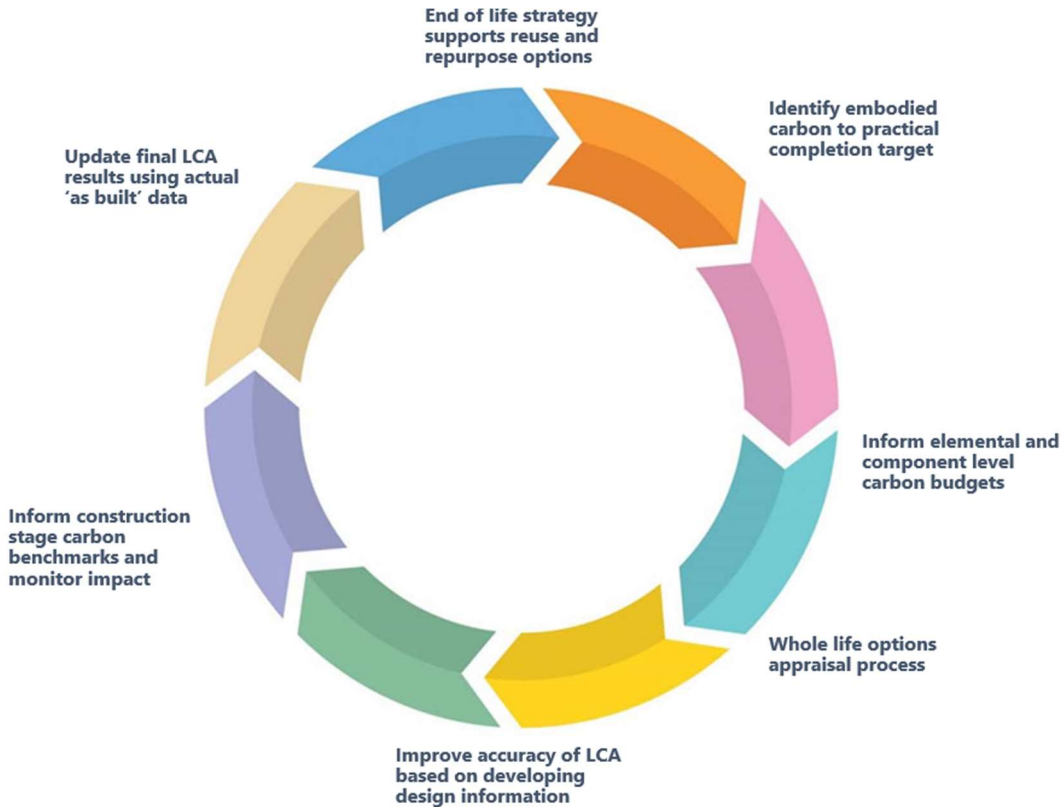 End of life strategy
supports reuse and
repurpose options
Identify embodied
carbon to practical
completion target
Inform elemental and
component level
carbon budgets
Whole life options
appraisal process
Improve accuracy of LCA
based on developing
design information
Inform construction
stage carbon
benchmarks and
monitor impact
Update final LCA
results using actual
‘as built’ data